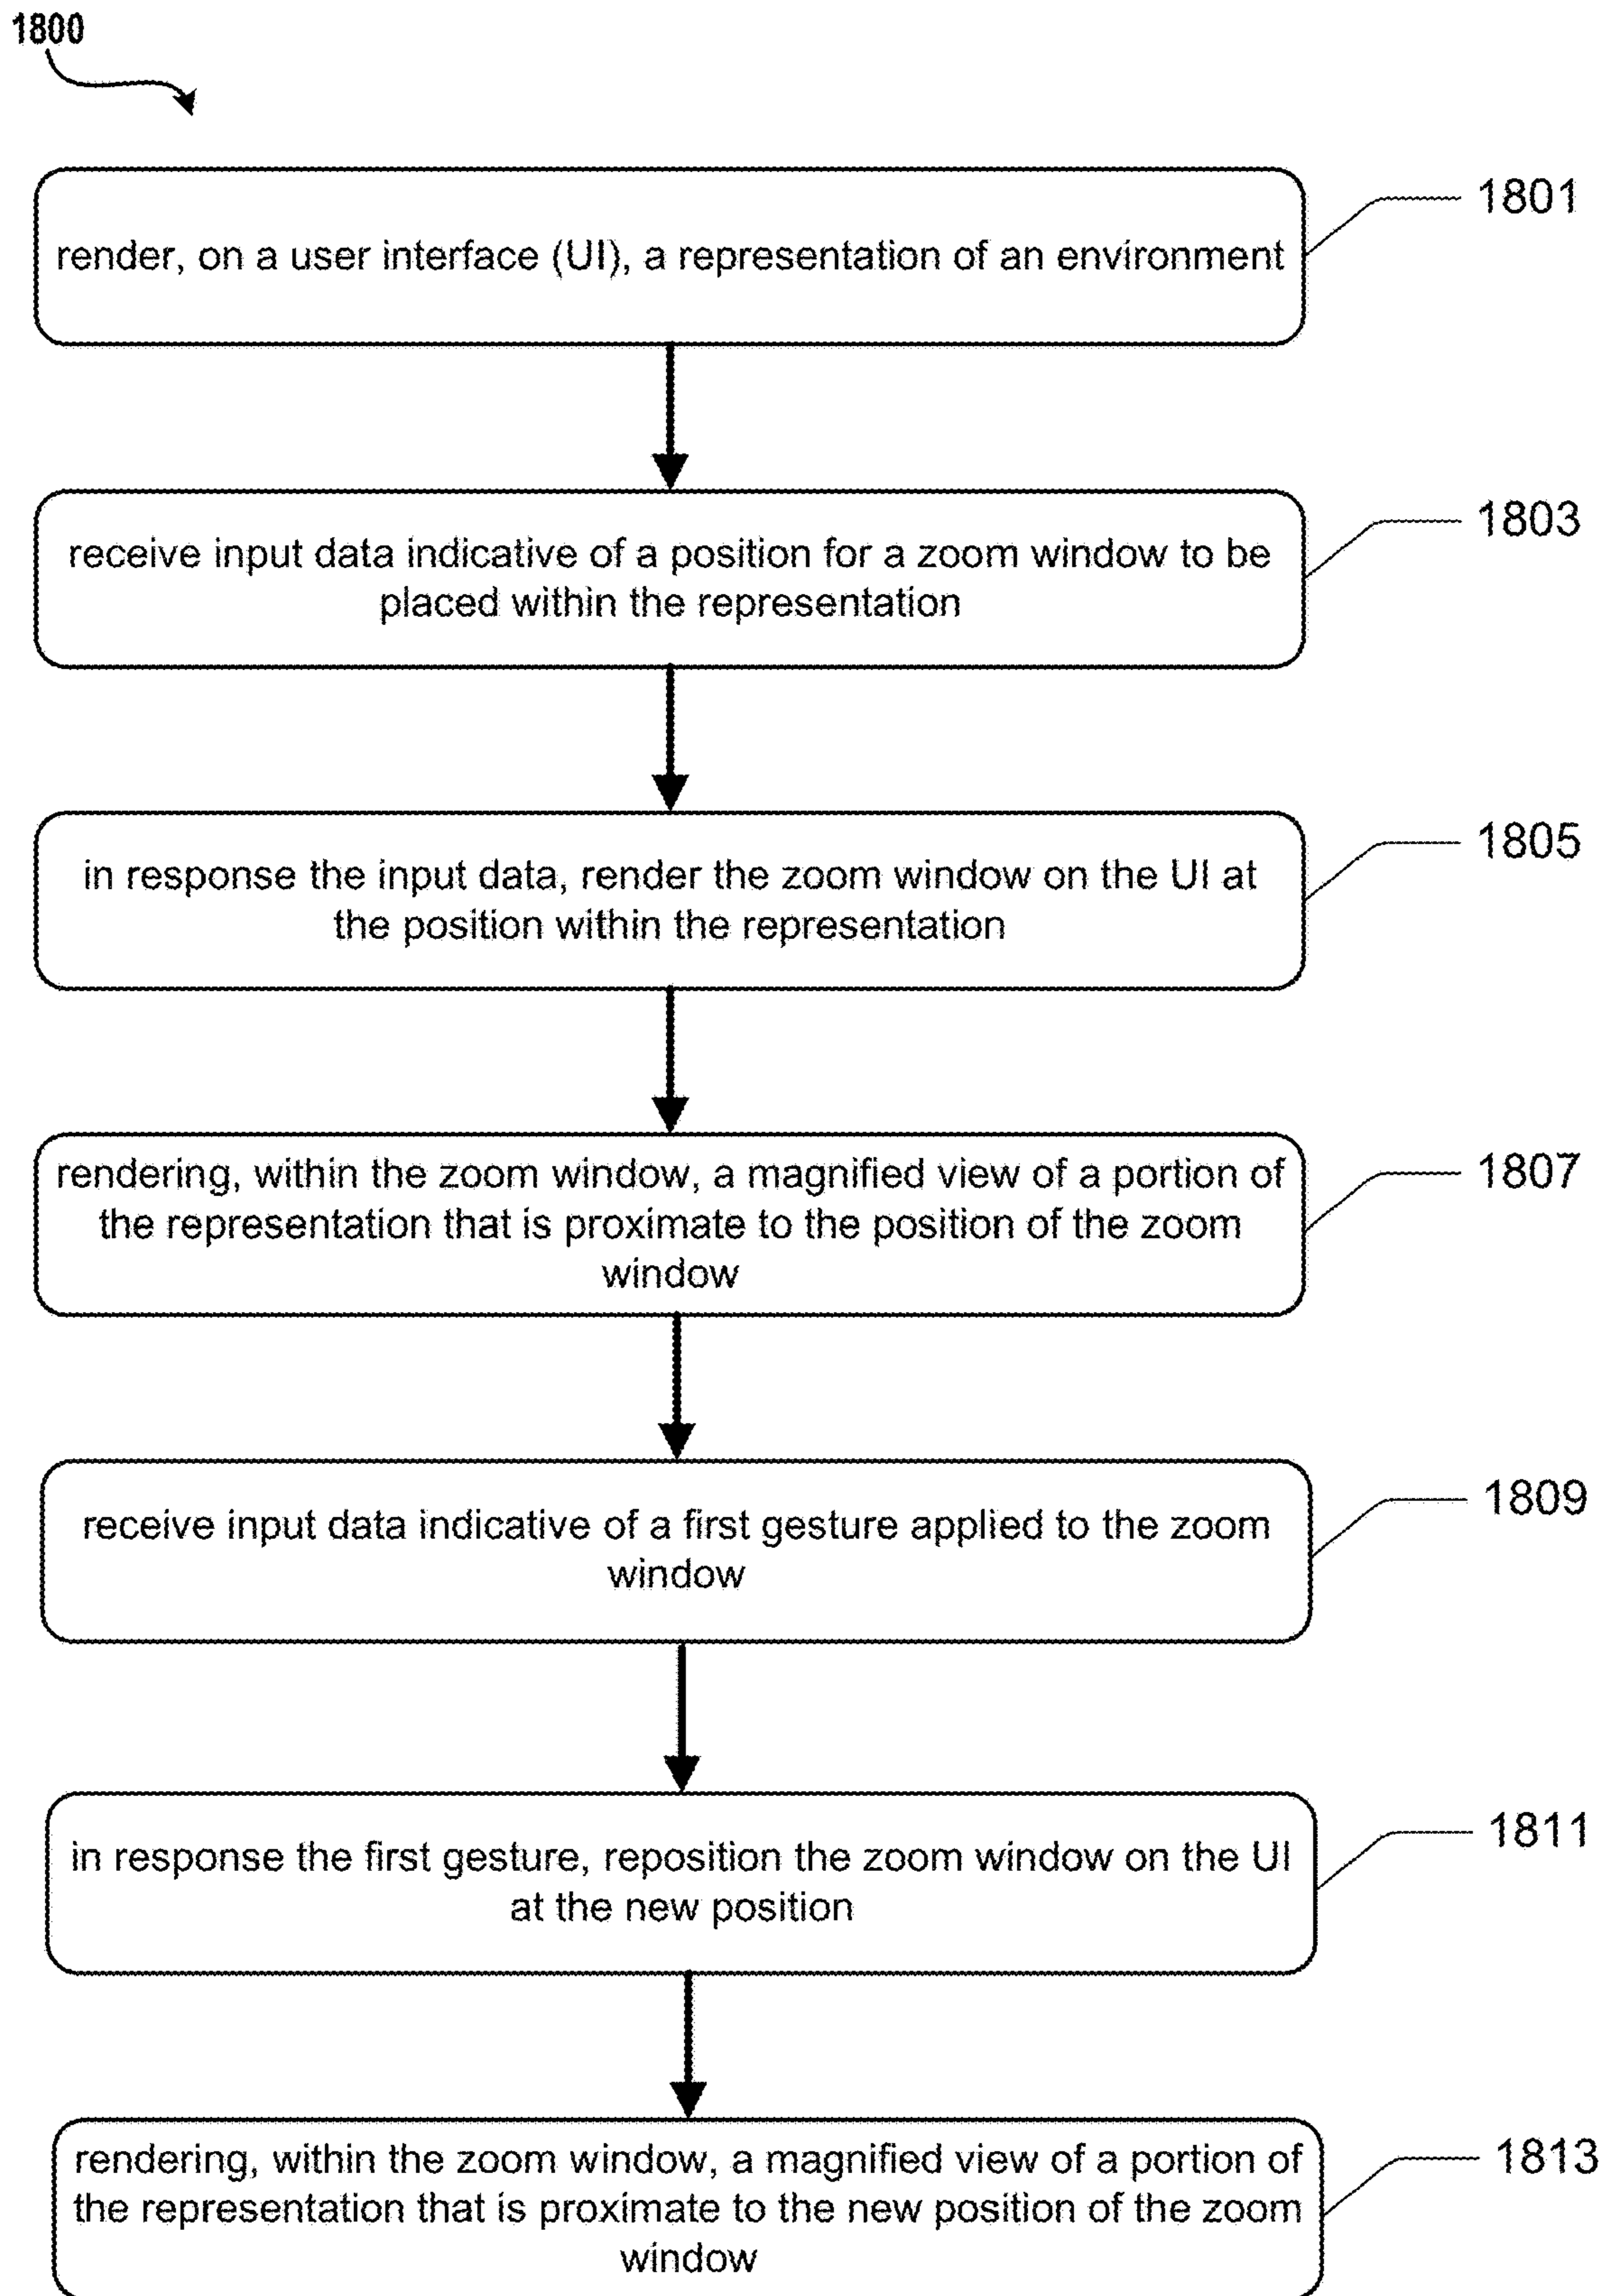 1800
render, on a user interface (UI), a representation of an environment
1801
receive input data indicative of a position for a zoom window to be
placed within the representation
1803
in response the input data, render the zoom window on the UI at
the position within the representation
1805
rendering, within the zoom window, a magnified view of a portion of
the representation that is proximate to the position of the zoom
window
1807
receive input data indicative of a first gesture applied to the zoom
window
1809
in response the first gesture, reposition the zoom window on the UI
at the new position
1811
rendering, within the zoom window, a magnified view of a portion of
the representation that is proximate to the new position of the zoom
window
1813